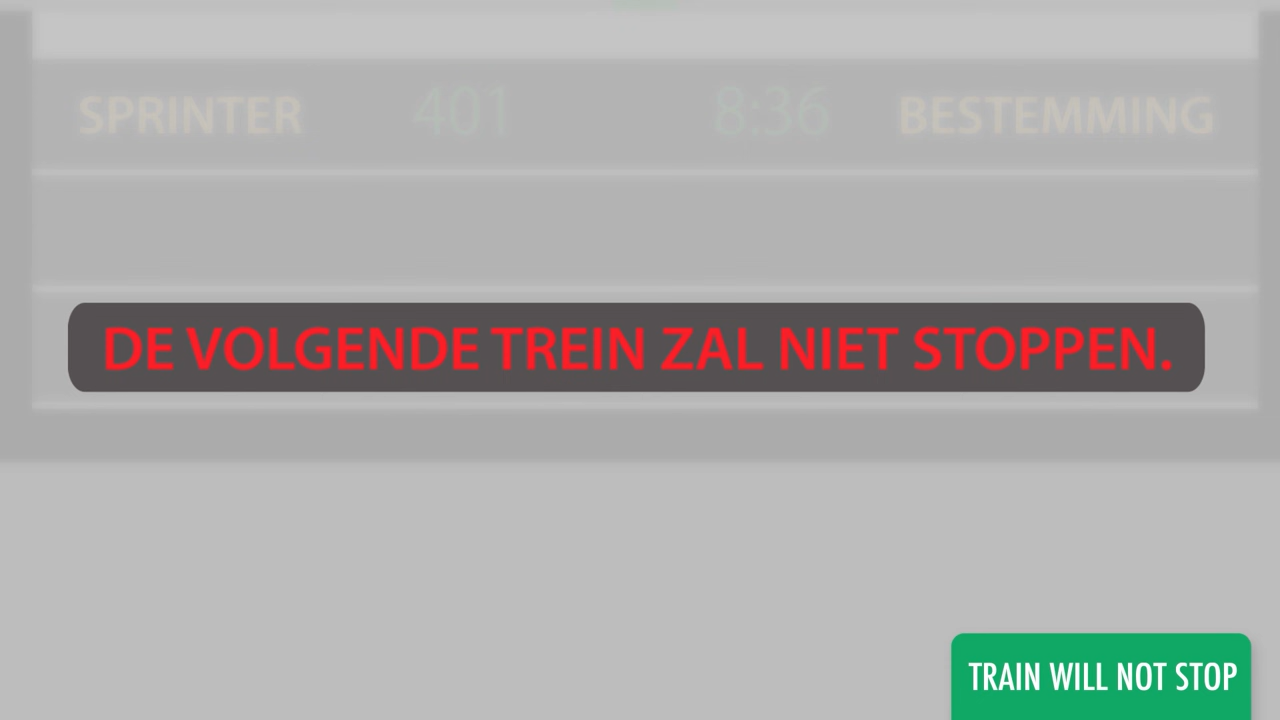 SPRINTER 401 8:36 BESTEMMING
DE VOLGENDE TREIN ZAL NIET STOPPEN.
TRAIN WILL NOT STOP